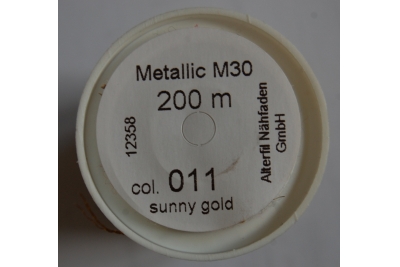 Metallic M30
200 m
12358
Alterfil Nähfaden
GmbH
col. 011
sunny gold